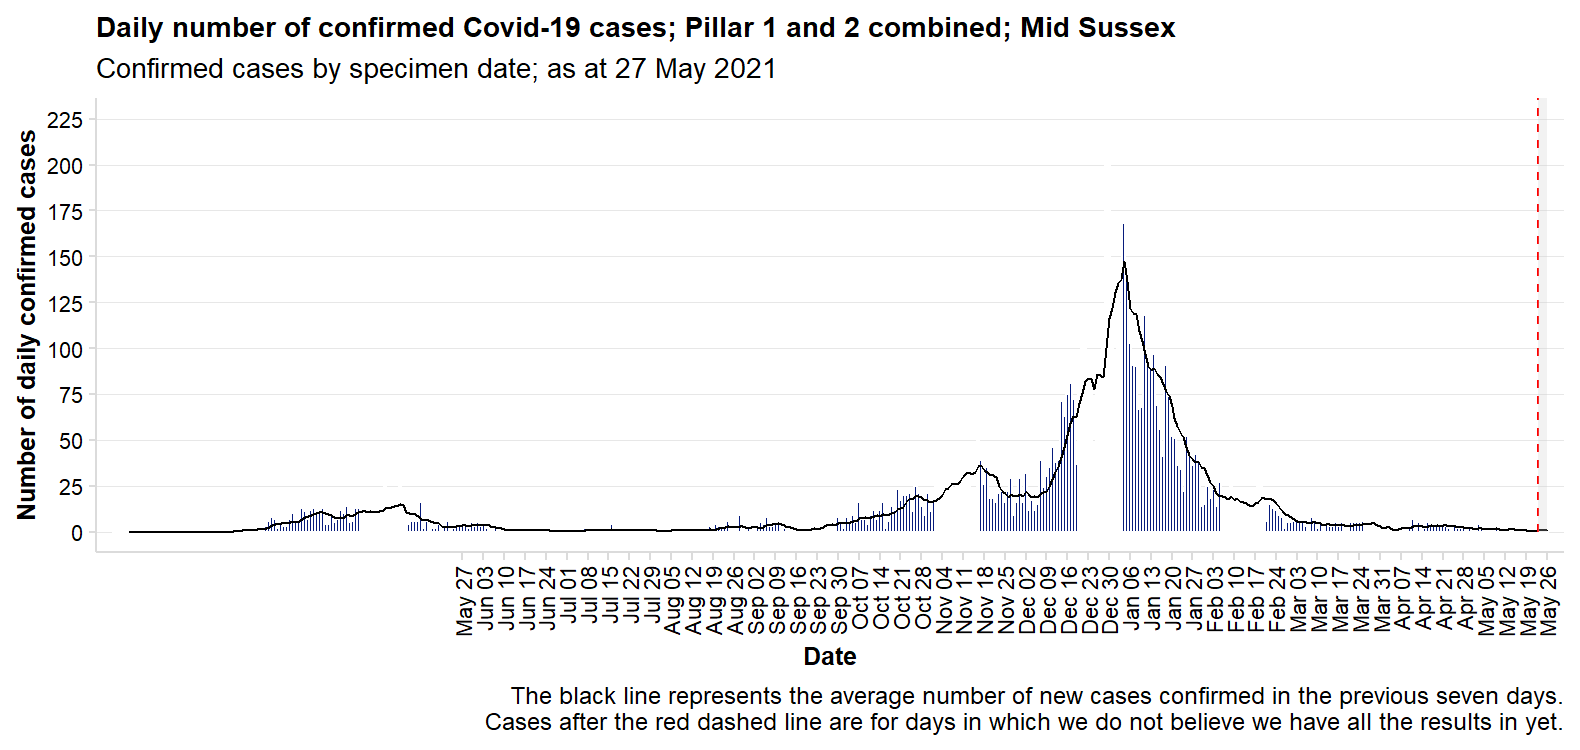 Daily number of confirmed Covid-19 cases; Pillar 1 and 2 combined; Mid Sussex
Confirmed cases by specimen date; as at 27 May 2021
Number of daily confirmed cases
225
200
175
150
125
100
75
50
25
0
May 27
Jun 03
Jun 10
Jun 17
Jun 24
Jul 01
Jul 08
Jul 15
Jul 22
Jul 29
Aug 05
Aug 12
Aug 19
Aug 26
Sep 02
Sep 09
Sep 16
Sep 23
Sep 30
Oct 07
Oct 14
Oct 21
Oct 28
Nov 04
Nov 11
Nov 18
Nov 25
Dec 02
Dec 09
Dec 16
Dec 23
Dec 30
Jan 06
Jan 13
Jan 20
Jan 27
Feb 03
Feb 10
Feb 17
Feb 24
Mar 03
Mar 10
Mar 17
Mar 24
Mar 31
Apr 07
Apr 14
Apr 21
Apr 28
May 05
May 12
May 19
May 26
Date
The black line represents the average number of new cases confirmed in the previous seven days.
Cases after the red dashed line are for days in which we do not believe we have all the results in yet.